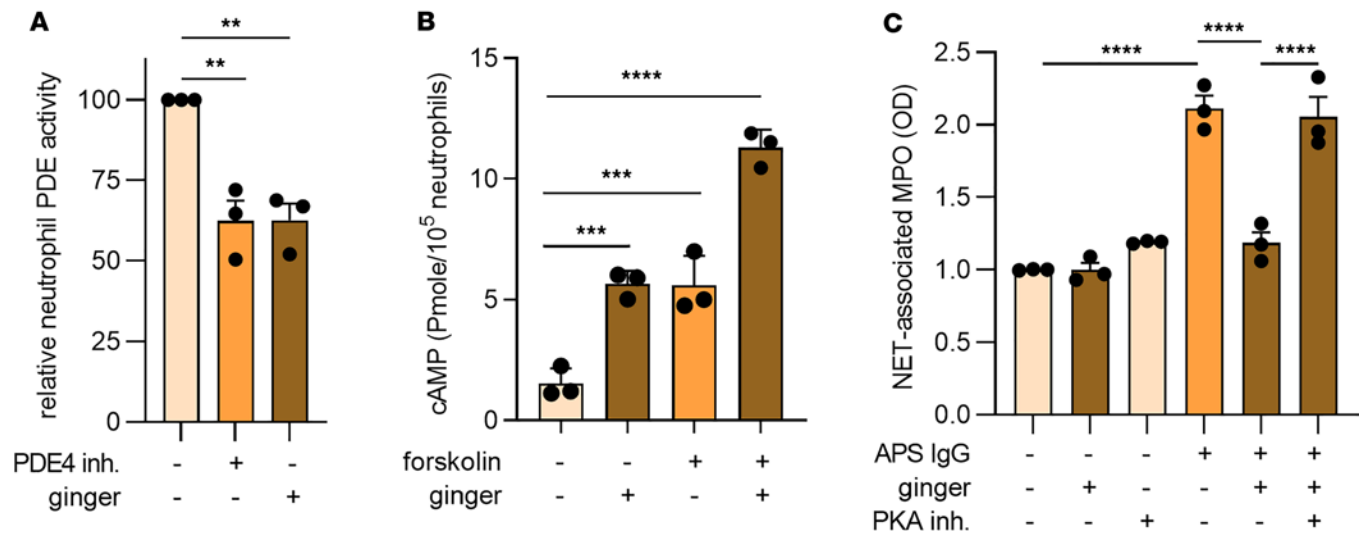 A
relative neutrophil PDE activity
100
75
50
25
0
**
**
PDE4 inh. - + -
ginger - - +
B
cAMP (Pmole/10⁵ neutrophils)
15
10
5
0
****
***
***
forskolin - - + +
ginger - + - +
C
NET-associated MPO (OD)
2.5
2.0
1.5
1.0
0.5
0.0
****
****
****
APS IgG - - - + + +
ginger - + - - + +
PKA inh. - - + - - +